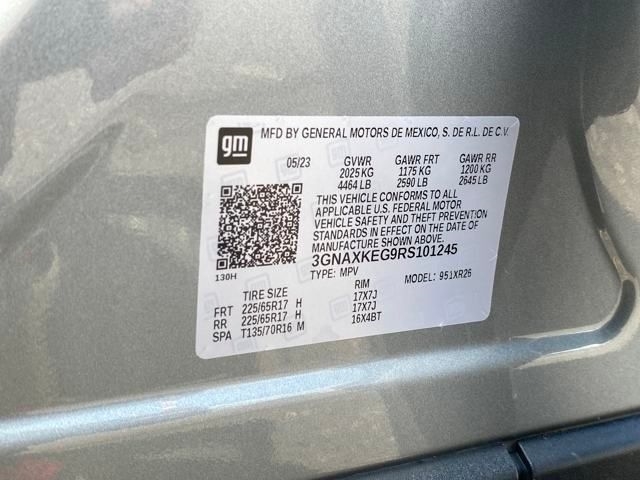 gm MFD BY GENERAL MOTORS DE MEXICO, S. DE R.L. DE C.V.
05/23 GVWR GAWR FRT GAWR RR
2025 KG 1175 KG 1200 KG
4464 LB 2590 LB 2645 LB
THIS VEHICLE CONFORMS TO ALL
APPLICABLE U.S. FEDERAL MOTOR
VEHICLE SAFETY AND THEFT PREVENTION
STANDARDS IN EFFECT ON THE DATE OF
MANUFACTURE SHOWN ABOVE.
3GNAXKEG9RS101245
130H
TYPE: MPV MODEL: 951XR26
TIRE SIZE RIM
FRT 225/65R17 H 17X7J
RR 225/65R17 H 17X7J
SPA T135/70R16 M 16X4BT